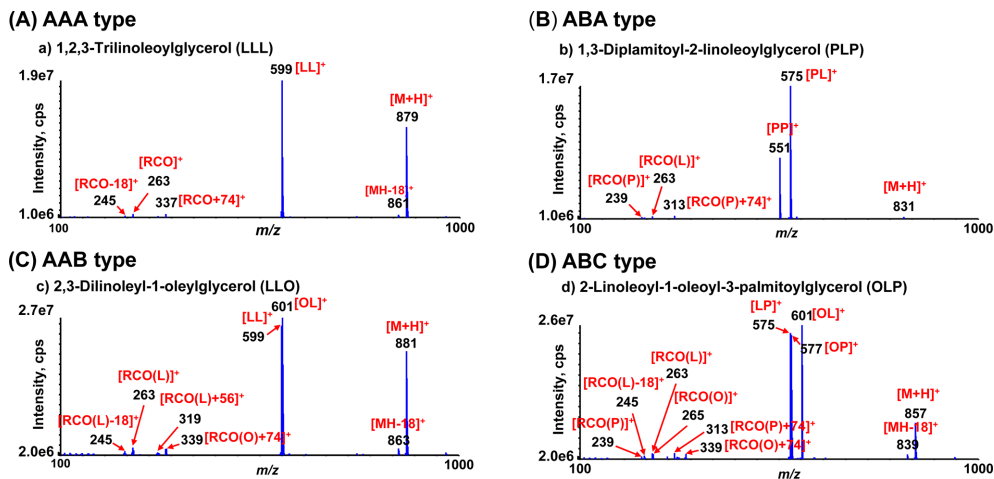 (A) AAA type
a) 1,2,3-Trilinoleoylglycerol (LLL)
1.9e7
Intensity, cps
1.0e6
599 [LL]+
[M+H]+
879
[RCO]+
[RCO-18]+
263
245
337 [RCO+74]+
[MH-18]+
861
100
m/z
1000
(B) ABA type
b) 1,3-Diplamitoyl-2-linoleoylglycerol (PLP)
1.7e7
Intensity, cps
1.0e6
575 [PL]+
[PP]+
551
[RCO(L)]+
[RCO(P)]+
263
239
313 [RCO(P)+74]+
[M+H]+
831
100
m/z
1000
(C) AAB type
c) 2,3-Dilinoleyl-1-oleylglycerol (LLO)
2.7e7
Intensity, cps
2.0e6
601 [OL]+
[LL]+
599
[M+H]+
881
[RCO(L)]+
263
[RCO(L)+56]+
319
[RCO(L)-18]+
245
339 [RCO(O)+74]+
[MH-18]+
863
100
m/z
1000
(D) ABC type
d) 2-Linoleoyl-1-oleoyl-3-palmitoylglycerol (OLP)
2.6e7
Intensity, cps
2.0e6
[LP]+
575
601 [OL]+
577 [OP]+
[RCO(L)]+
263
[RCO(L)-18]+
245
[RCO(O)]+
265
[RCO(P)]+
239
313 [RCO(P)+74]+
339 [RCO(O)+74]+
[M+H]+
857
[MH-18]+
839
100
m/z
1000